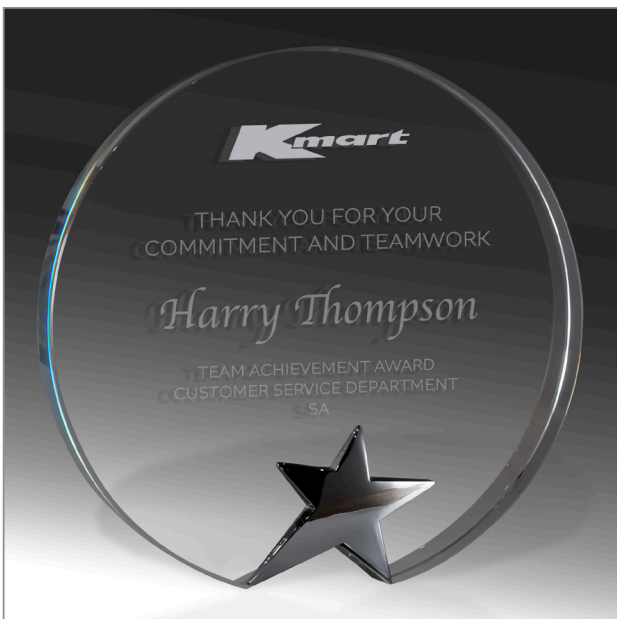 Kmart
THANK YOU FOR YOUR
COMMITMENT AND TEAMWORK
Harry Thompson
TEAM ACHIEVEMENT AWARD
CUSTOMER SERVICE DEPARTMENT
SA